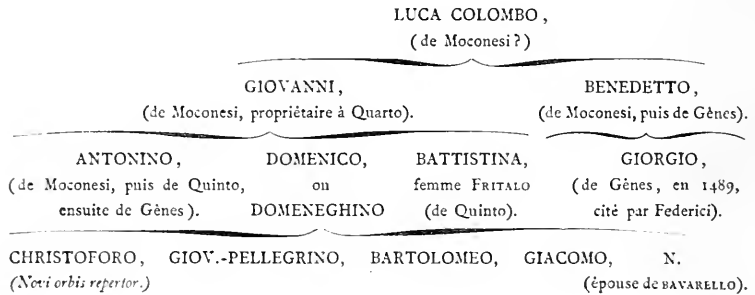 LUCA COLOMBO,
(de Moconesi?)
GIOVANNI,
(de Moconesi, propriétaire à Quarto).
BENEDETTO,
(de Moconesi, puis de Gênes).
ANTONINO,
(de Moconesi, puis de Quinto,
ensuite de Gênes).
DOMENICO,
ou
DOMENEGHINO
BATTISTINA,
femme FRITALO
(de Quinto).
GIORGIO,
(de Gênes, en 1489,
cité par Federici).
CHRISTOFORO, GIOV.-PELLEGRINO, BARTOLOMEO, GIACOMO, N.
(Novi orbis repertor.) (épouse de BAVARELLO).